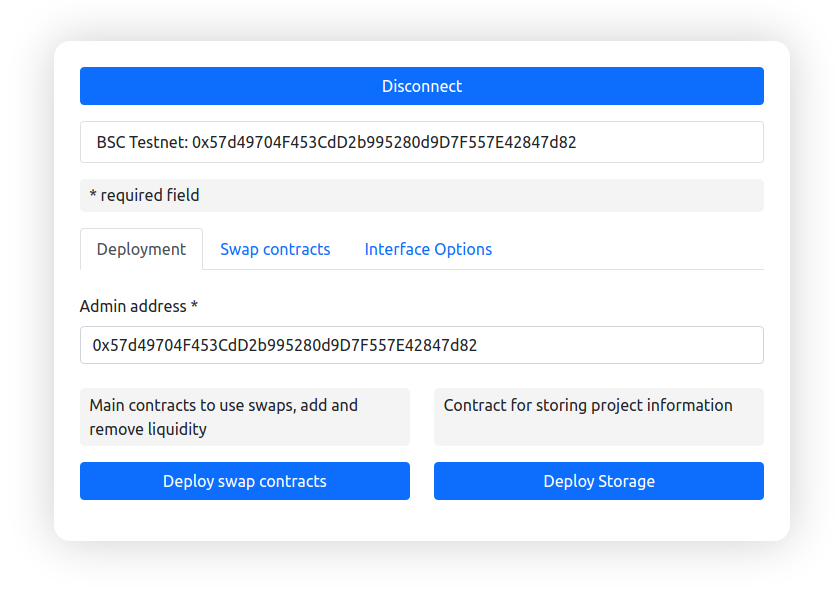 Disconnect
BSC Testnet: 0x57d49704F453CdD2b995280d9D7F557E42847d82
* required field
Deployment
Swap contracts
Interface Options
Admin address *
0x57d49704F453CdD2b995280d9D7F557E42847d82
Main contracts to use swaps, add and
remove liquidity
Contract for storing project information
Deploy swap contracts
Deploy Storage